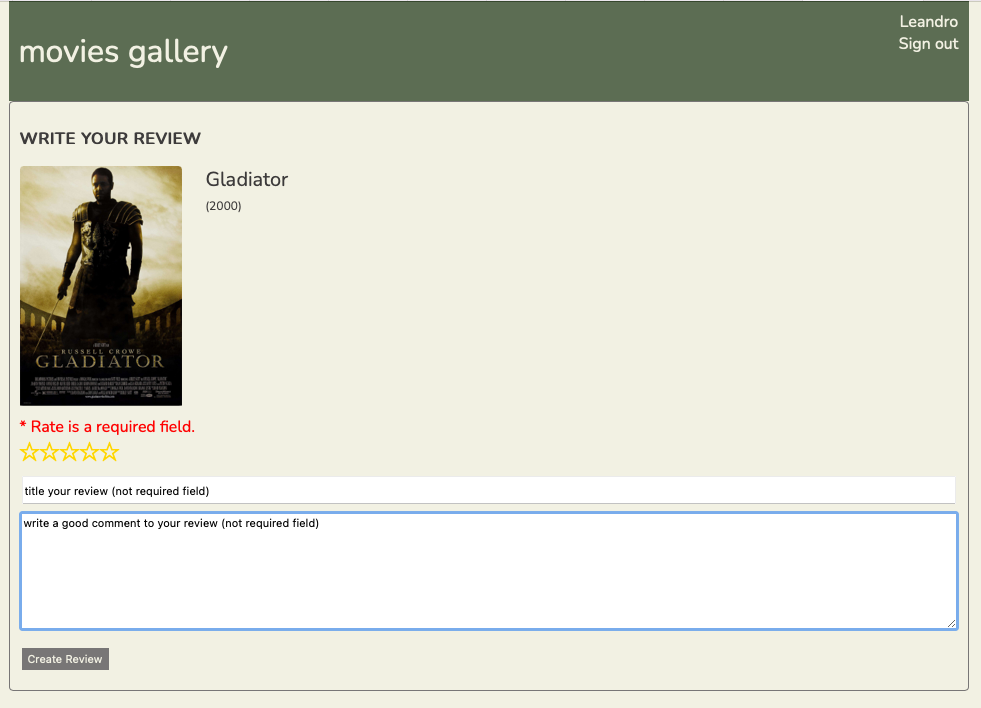 movies gallery
Leandro
Sign out
WRITE YOUR REVIEW
Gladiator
(2000)
RUSSELL CROWE
GLADIATOR
* Rate is a required field.
title your review (not required field)
write a good comment to your review (not required field)
Create Review